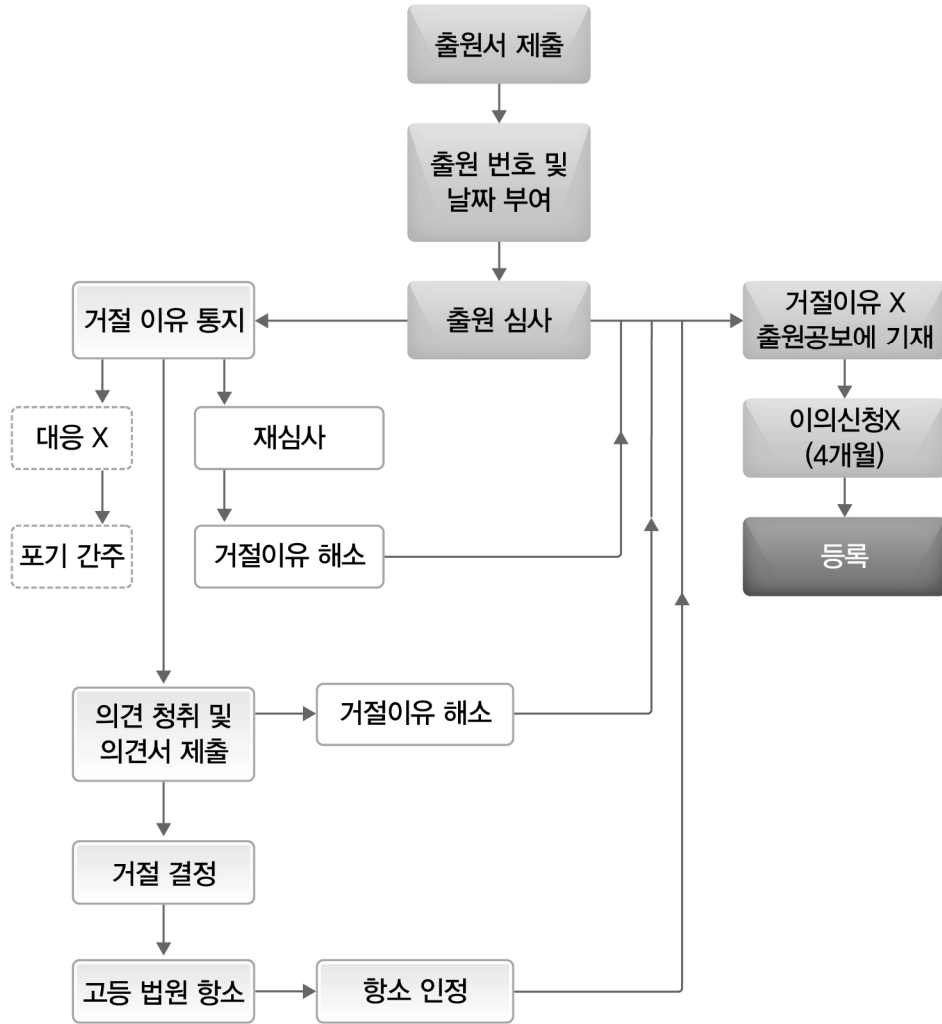 출원서 제출
출원 번호 및
날짜 부여
거절 이유 통지
출원 심사
거절이유 X
출원공보에 기재
대응 X
재심사
이의신청X
(4개월)
포기 간주
거절이유 해소
등록
의견 청취 및
의견서 제출
거절이유 해소
거절 결정
고등 법원 항소
항소 인정